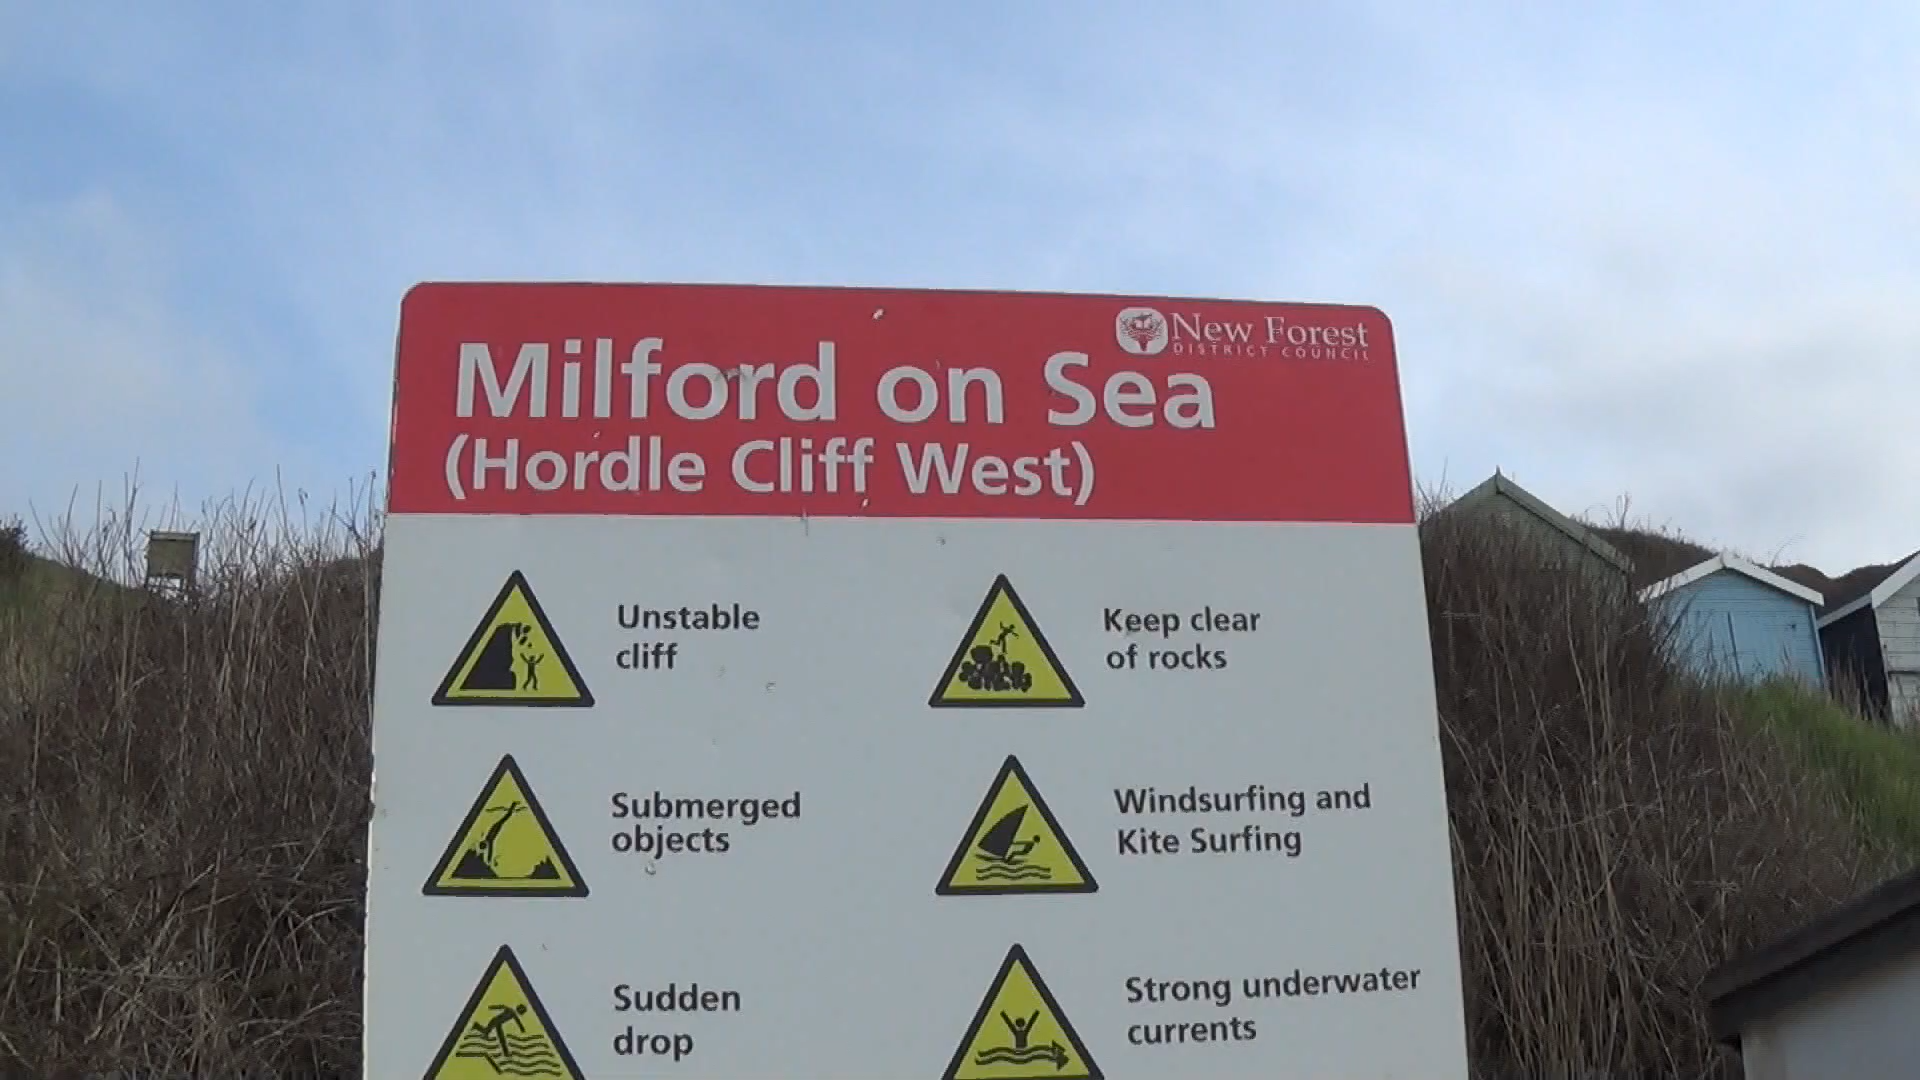 New Forest
DISTRICT COUNCIL
Milford on Sea
(Hordle Cliff West)
Unstable
cliff
Keep clear
of rocks
Submerged
objects
Windsurfing and
Kite Surfing
Sudden
drop
Strong underwater
currents